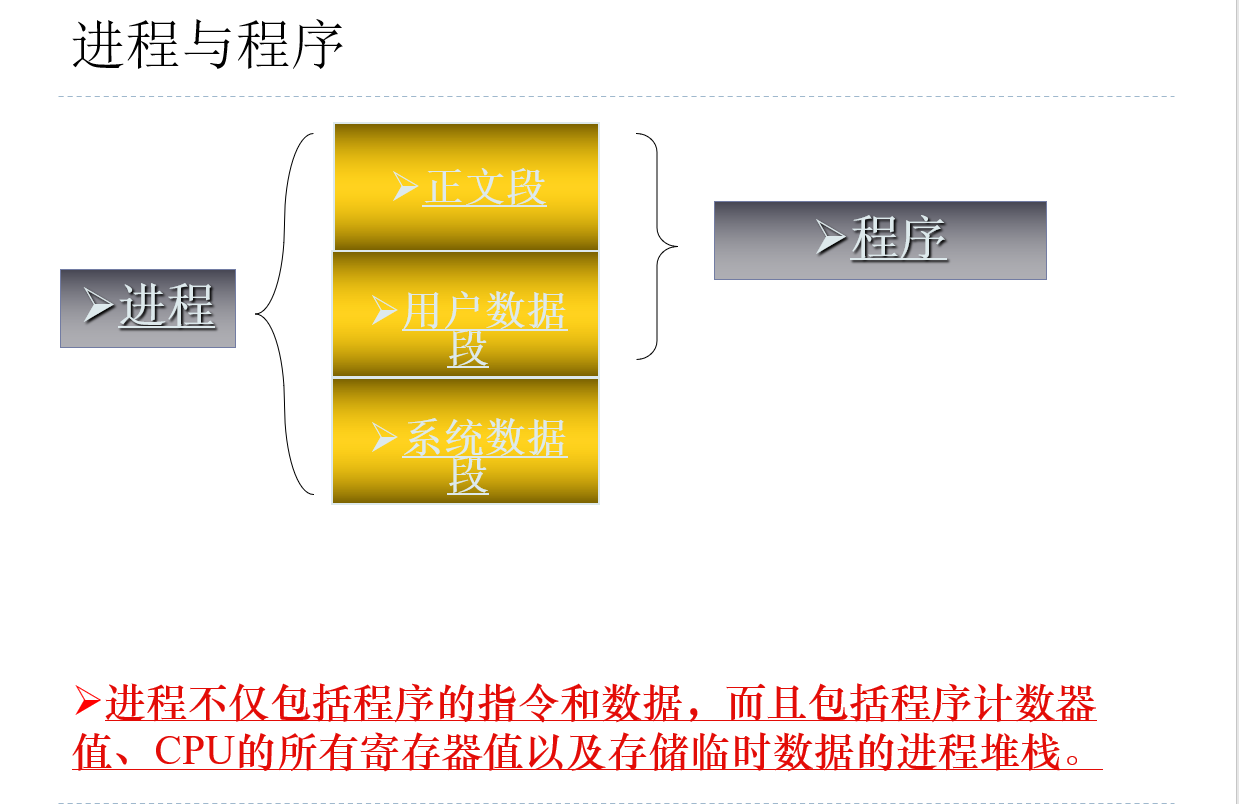 进程与程序
➢正文段
➢程序
➢进程
➢用户数据
段
➢系统数据
段
➢进程不仅包括程序的指令和数据，而且包括程序计数器
值、CPU的所有寄存器值以及存储临时数据的进程堆栈。